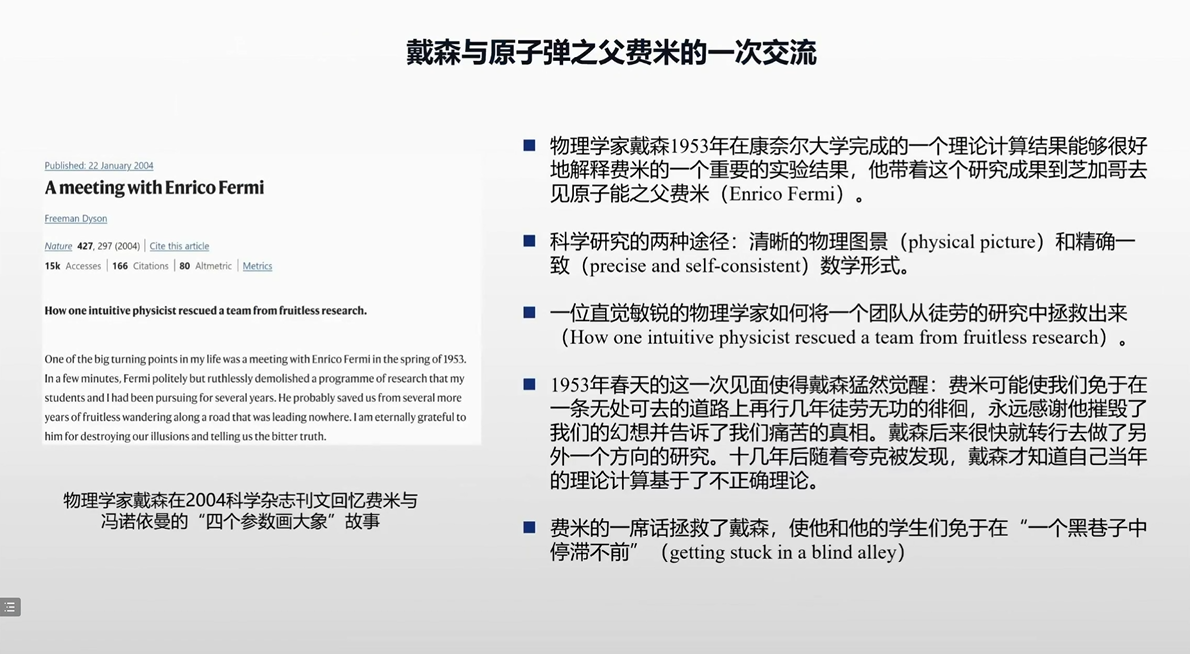 戴森与原子弹之父费米的一次交流
Published: 22 January 2004
A meeting with Enrico Fermi
Freeman Dyson
Nature 427, 297 (2004) | Cite this article
15k Accesses | 166 Citations | 80 Altmetric | Metrics
How one intuitive physicist rescued a team from fruitless research.
One of the big turning points in my life was a meeting with Enrico Fermi in the spring of 1953.
In a few minutes, Fermi politely but ruthlessly demolished a programme of research that my
students and I had been pursuing for several years. He probably saved us from several more
years of fruitless wandering along a road that was leading nowhere. I am eternally grateful to
him for destroying our illusions and telling us the bitter truth.
物理学家戴森在2004科学杂志刊文回忆费米与
冯诺依曼的“四个参数画大象”故事
物理学家戴森1953年在康奈尔大学完成的一个理论计算结果能够很好
地解释费米的一个重要的实验结果，他带着这个研究成果到芝加哥去
见原子能之父费米（Enrico Fermi）。
科学研究的两种途径：清晰的物理图景（physical picture）和精确一
致（precise and self-consistent）数学形式。
一位直觉敏锐的物理学家如何将一个团队从徒劳的研究中拯救出来
（How one intuitive physicist rescued a team from fruitless research）。
1953年春天的这一次见面使得戴森猛然觉醒：费米可能使我们免于在
一条无处可去的道路上再行几年徒劳无功的徘徊，永远感谢他摧毁了
我们的幻想并告诉了我们痛苦的真相。戴森后来很快就转行去做了另
外一个方向的研究。十几年后随着夸克被发现，戴森才知道自己当年
的理论计算基于了不正确理论。
费米的一席话拯救了戴森，使他和他的学生们免于在“一个黑巷子中
停滞不前”（getting stuck in a blind alley）